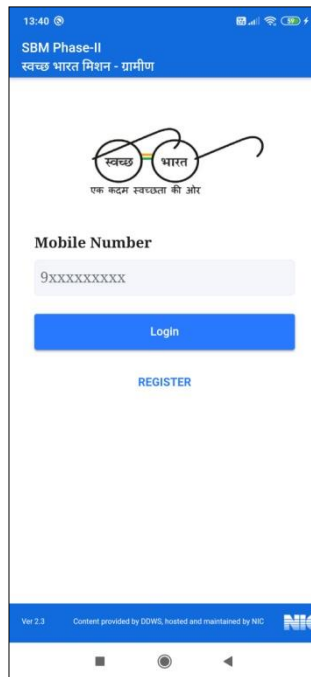 13:40
59
SBM Phase-II
स्वच्छ भारत मिशन - ग्रामीण
स्वच्छ भारत
एक कदम स्वच्छता की ओर
Mobile Number
9xxxxxxxxx
Login
REGISTER
Ver 2.3 Content provided by DDWS, hosted and maintained by NIC NIC